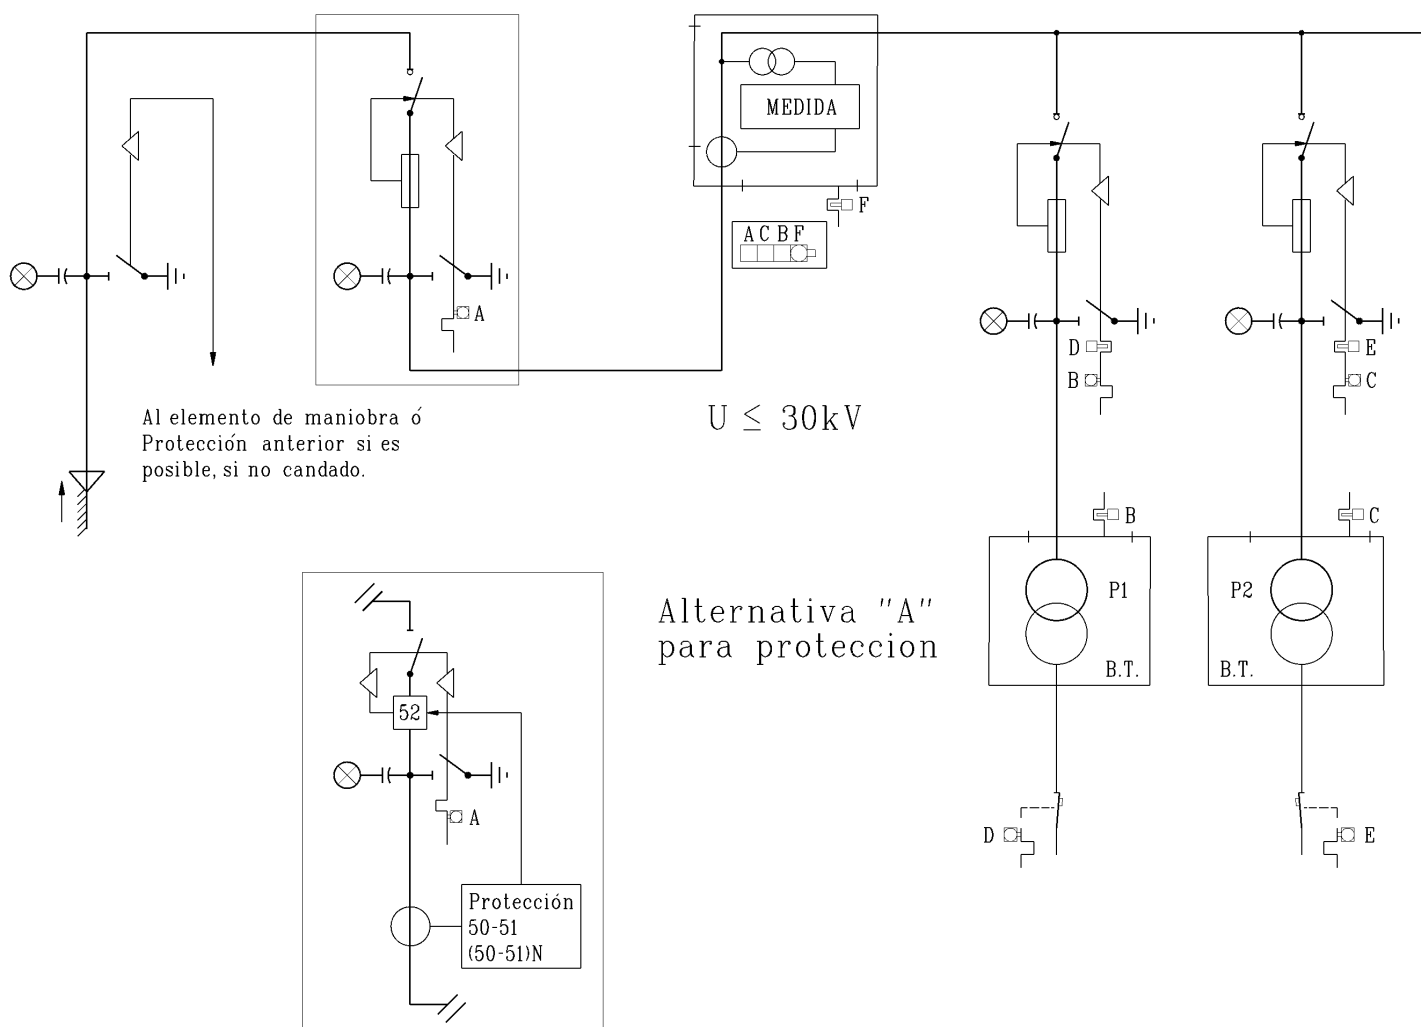 MEDIDA
F
A C B F
A
Al elemento de maniobra ó
Protección anterior si es
posible, si no candado.
U ≤ 30kV
D
B
E
C
B
C
P1
B.T.
P2
B.T.
Alternativa "A"
para proteccion
52
A
Protección
50-51
(50-51)N
D
E